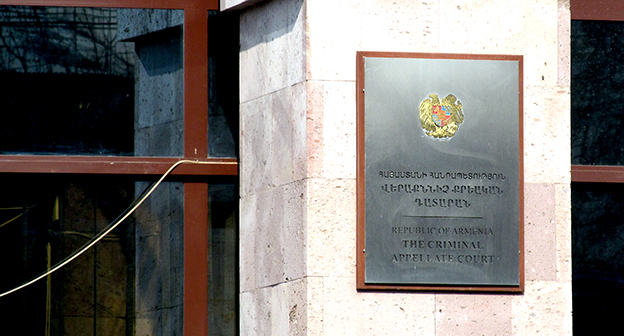 ՀԱՅԱՍՏԱՆԻ ՀԱՆՐԱՊԵՏՈՒԹՅՈՒՆ
ՎԵՐԱՔՆՆԻՉ ՔՐԵԱԿԱՆ
ԴԱՏԱՐԱՆ
REPUBLIC OF ARMENIA
THE CRIMINAL
APPELLATE COURT